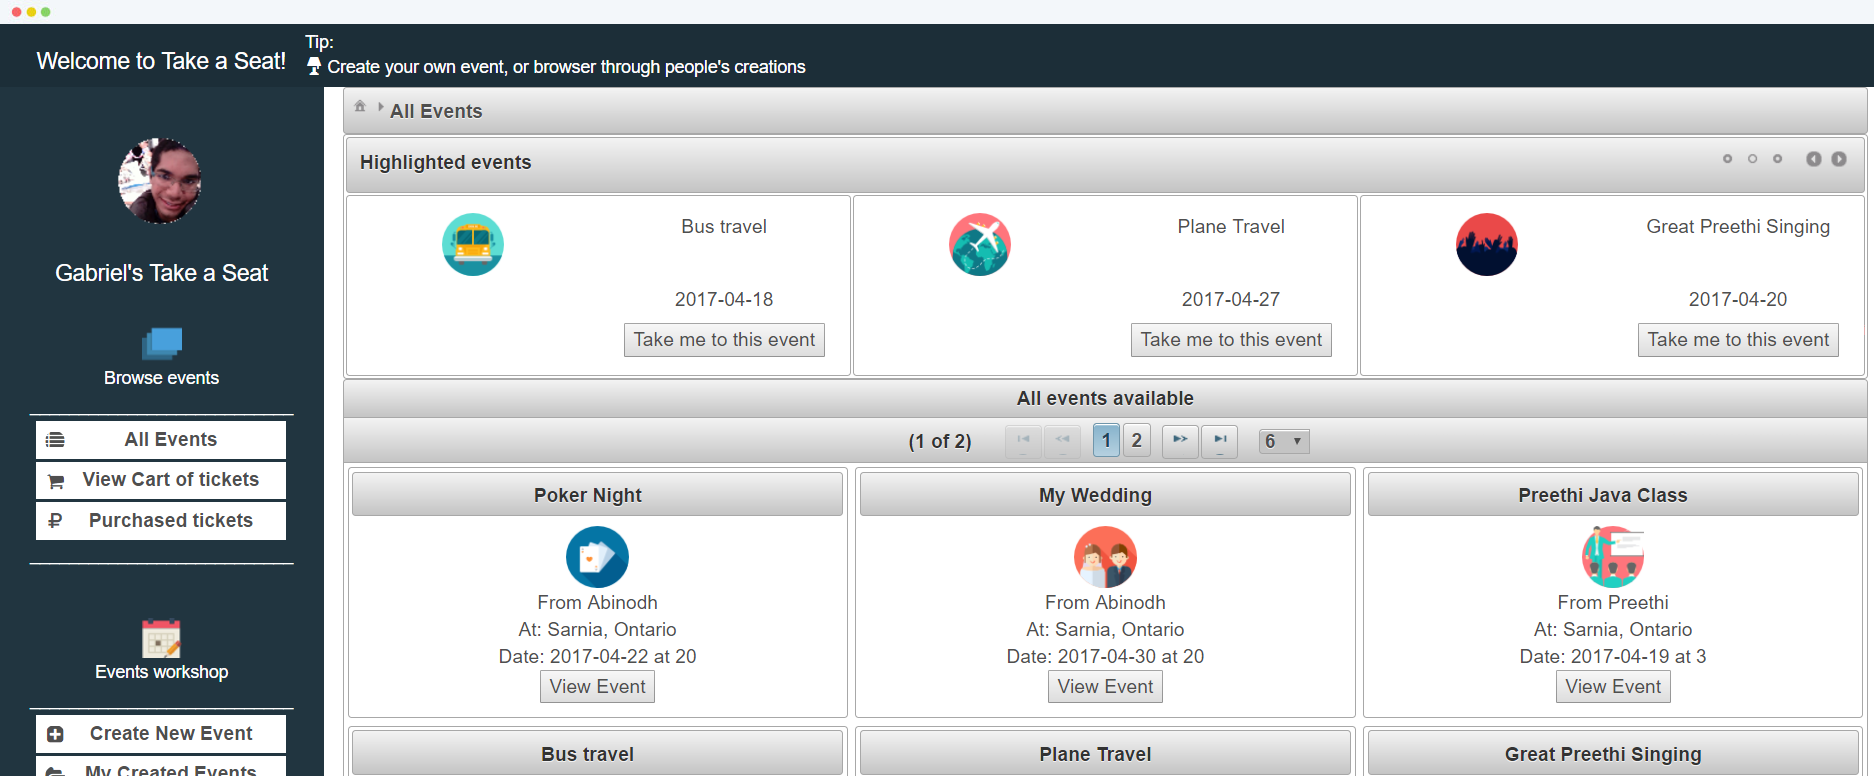 Welcome to Take a Seat!
Tip:
Create your own event, or browser through people's creations
Gabriel's Take a Seat
Browse events
All Events
View Cart of tickets
Purchased tickets
Events workshop
Create New Event
My Created Events
All Events
Highlighted events
Bus travel
2017-04-18
Take me to this event
Plane Travel
2017-04-27
Take me to this event
Great Preethi Singing
2017-04-20
Take me to this event
All events available
(1 of 2) 1 2 6
Poker Night
From Abinodh
At: Sarnia, Ontario
Date: 2017-04-22 at 20
View Event
My Wedding
From Abinodh
At: Sarnia, Ontario
Date: 2017-04-30 at 20
View Event
Preethi Java Class
From Preethi
At: Sarnia, Ontario
Date: 2017-04-19 at 3
View Event
Bus travel
Plane Travel
Great Preethi Singing